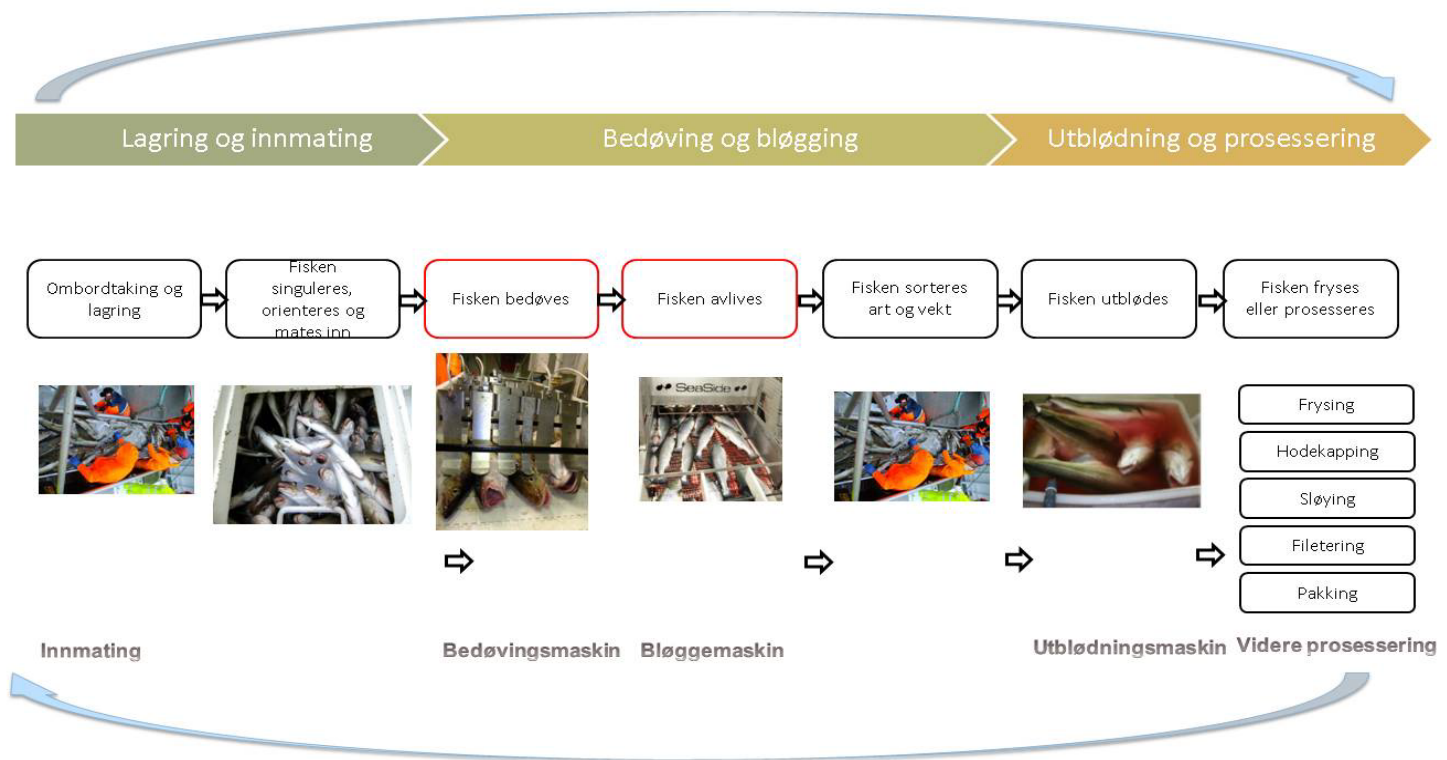 Lagring og innmating
Bedøving og bløgging
Utblødning og prosessering
Ombordtaking og
lagring
Fisken
singuleres,
orienteres og
mates inn
Fisken bedøves
Fisken avlives
Fisken sorteres
art og vekt
Fisken utblødes
Fisken fryses
eller prosesseres
SeaSide
Frysing
Hodekapping
Sløying
Filetering
Pakking
Innmating
Bedøvingsmaskin
Bløggemaskin
Utblødningsmaskin
Videre prosessering